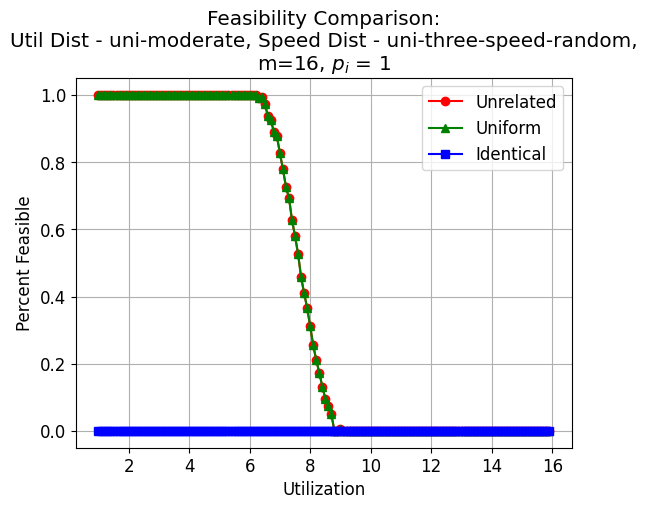 Feasibility Comparison:
Util Dist - uni-moderate, Speed Dist - uni-three-speed-random,
m=16, pᵢ = 1
1.0
0.8
0.6
0.4
0.2
0.0
Percent Feasible
Unrelated
Uniform
Identical
2 4 6 8 10 12 14 16
Utilization